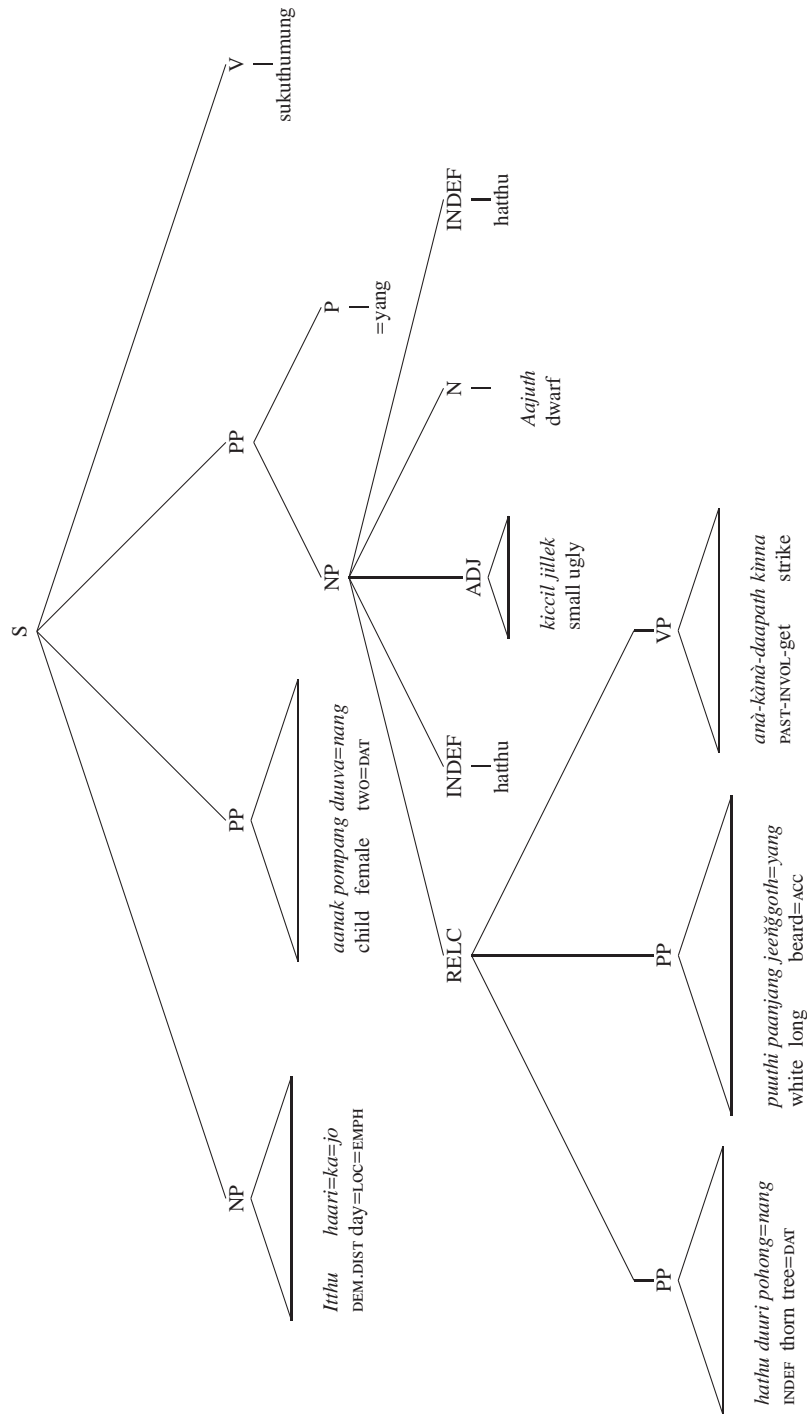 S
NP
PP
PP
V
Itthu haari=ka=jo
DEM.DIST day=LOC=EMPH
aanak pompang duuva=nang
child female two=DAT
NP
P
sukuthumung
=yang
RELC
INDEF
ADJ
N
INDEF
hatthu
kiccil jillek
small ugly
Aajuth
dwarf
hatthu
PP
PP
VP
hathu duuri pohong=nang
INDEF thorn tree=DAT
puuthi paanjang jeeňğgoth=yang
white long beard=ACC
anà-kànà-daapath kìnna
PAST-INVOL-get strike